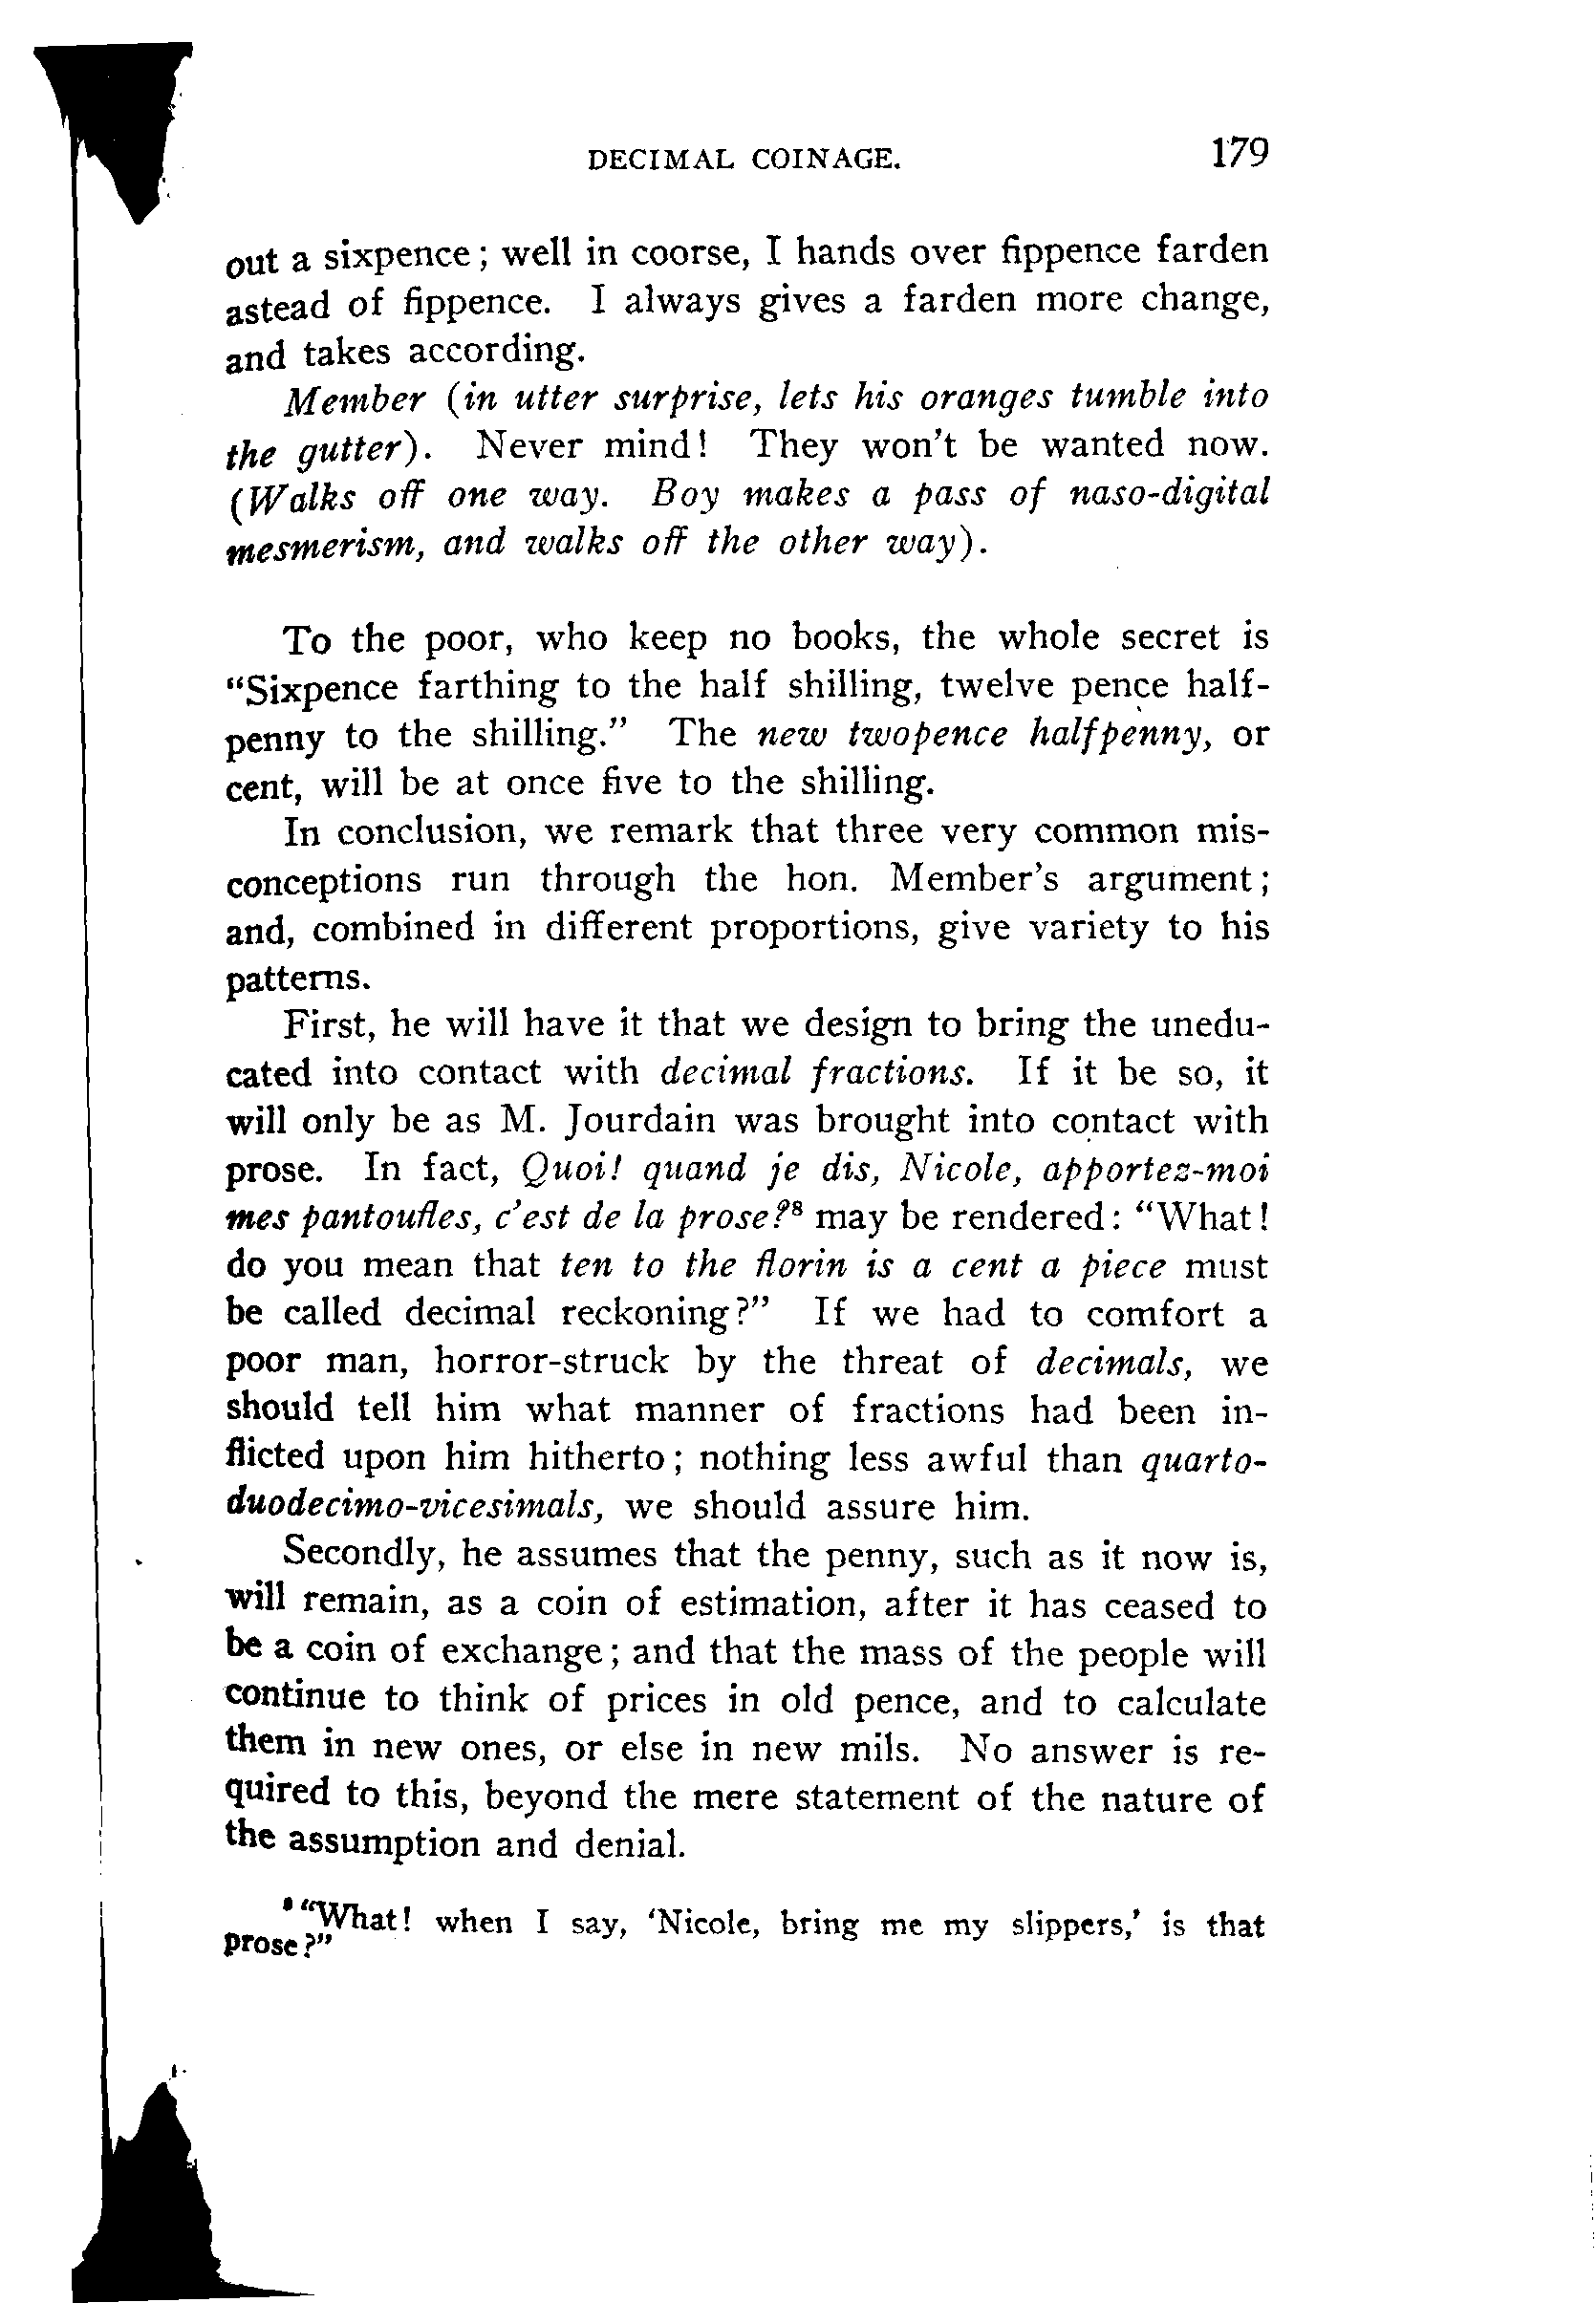 DECIMAL COINAGE. 179
out a sixpence; well in coorse, I hands over fippence farden
astead of fippence. I always gives a farden more change,
and takes according.
Member (in utter surprise, lets his oranges tumble into
the gutter). Never mind! They won't be wanted now.
(Walks off one way. Boy makes a pass of naso-digital
mesmerism, and walks off the other way).
To the poor, who keep no books, the whole secret is
"Sixpence farthing to the half shilling, twelve pence half-
penny to the shilling." The new twopence halfpenny, or
cent, will be at once five to the shilling.
In conclusion, we remark that three very common mis-
conceptions run through the hon. Member's argument;
and, combined in different proportions, give variety to his
patterns.
First, he will have it that we design to bring the unedu-
cated into contact with decimal fractions. If it be so, it
will only be as M. Jourdain was brought into contact with
prose. In fact, Quoi! quand je dis, Nicole, apportez-moi
mes pantoufles, c'est de la prose?⁸ may be rendered: "What!
do you mean that ten to the florin is a cent a piece must
be called decimal reckoning?" If we had to comfort a
poor man, horror-struck by the threat of decimals, we
should tell him what manner of fractions had been in-
flicted upon him hitherto; nothing less awful than quarto-
duodecimo-vicesimals, we should assure him.
Secondly, he assumes that the penny, such as it now is,
will remain, as a coin of estimation, after it has ceased to
be a coin of exchange; and that the mass of the people will
continue to think of prices in old pence, and to calculate
them in new ones, or else in new mils. No answer is re-
quired to this, beyond the mere statement of the nature of
the assumption and denial.
⁸ "What! when I say, 'Nicole, bring me my slippers,' is that
prose?"